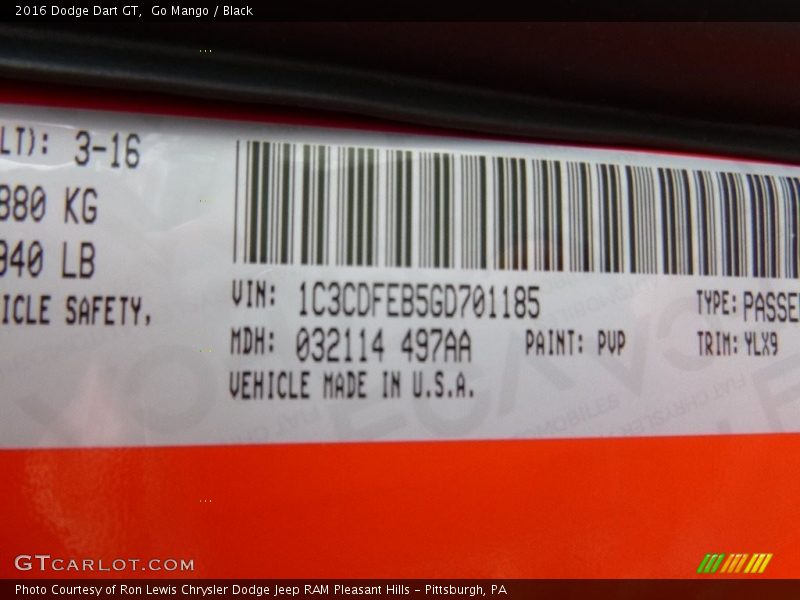 2016 Dodge Dart GT,  Go Mango / Black
LT): 3-16
880 KG
940 LB
ICLE SAFETY,
VIN: 1C3CDFEB5GD701185
TYPE: PASSE
MDH: 032114 497AA
PAINT: PVP
TRIM: YLX9
VEHICLE MADE IN U.S.A.
GTCARLOT.COM
Photo Courtesy of Ron Lewis Chrysler Dodge Jeep RAM Pleasant Hills - Pittsburgh, PA